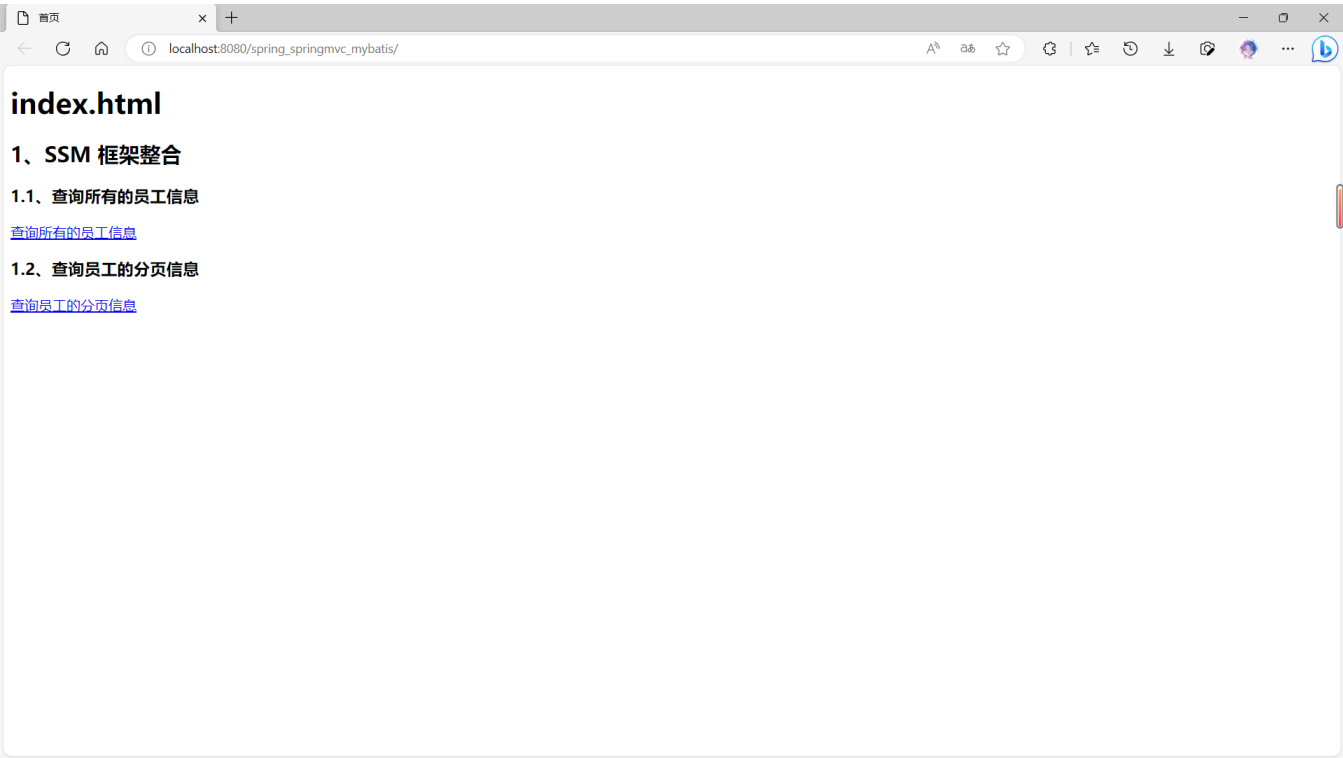 首页
localhost:8080/spring_springmvc_mybatis/
index.html
1、SSM 框架整合
1.1、查询所有的员工信息
查询所有的员工信息
1.2、查询员工的分页信息
查询员工的分页信息